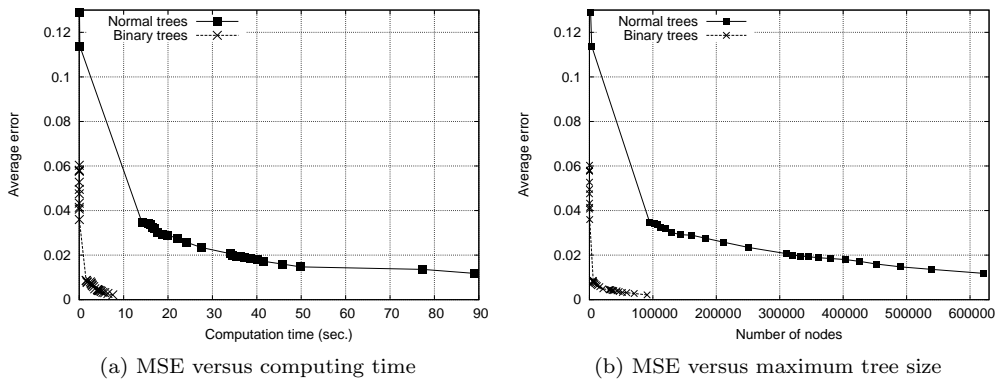 0.12
0.1
0.08
0.06
0.04
0.02
0
Average error
Normal trees
Binary trees
0 10 20 30 40 50 60 70 80 90
Computation time (sec.)
(a) MSE versus computing time
0.12
0.1
0.08
0.06
0.04
0.02
0
Average error
Normal trees
Binary trees
0 100000 200000 300000 400000 500000 600000
Number of nodes
(b) MSE versus maximum tree size